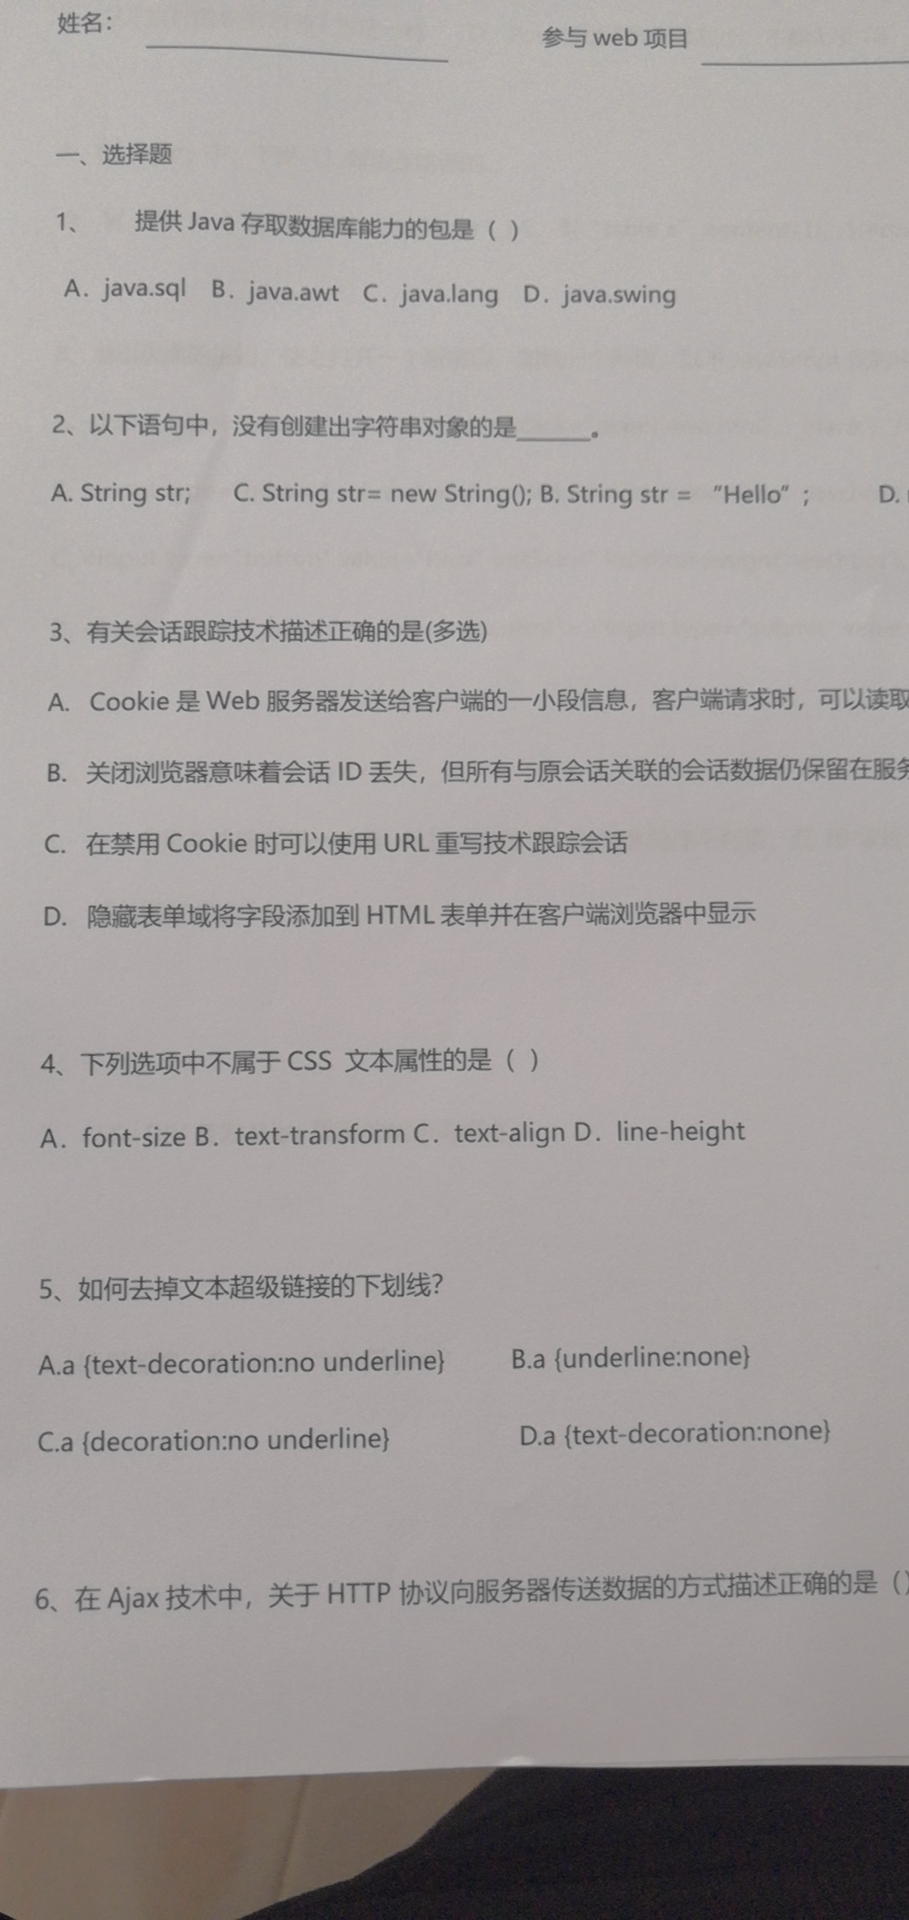 姓名：
参与 web 项目
一、选择题
1、 提供 Java 存取数据库能力的包是（ ）
A．java.sql B．java.awt C．java.lang D．java.swing
2、以下语句中，没有创建出字符串对象的是______。
A. String str; C. String str= new String(); B. String str = “Hello”； D.
3、有关会话跟踪技术描述正确的是(多选)
A. Cookie 是 Web 服务器发送给客户端的一小段信息，客户端请求时，可以读取
B. 关闭浏览器意味着会话 ID 丢失，但所有与原会话关联的会话数据仍保留在服务
C. 在禁用 Cookie 时可以使用 URL 重写技术跟踪会话
D. 隐藏表单域将字段添加到 HTML 表单并在客户端浏览器中显示
4、下列选项中不属于 CSS 文本属性的是（ ）
A．font-size B．text-transform C．text-align D．line-height
5、如何去掉文本超级链接的下划线？
A.a {text-decoration:no underline} B.a {underline:none}
C.a {decoration:no underline} D.a {text-decoration:none}
6、在 Ajax 技术中，关于 HTTP 协议向服务器传送数据的方式描述正确的是（）